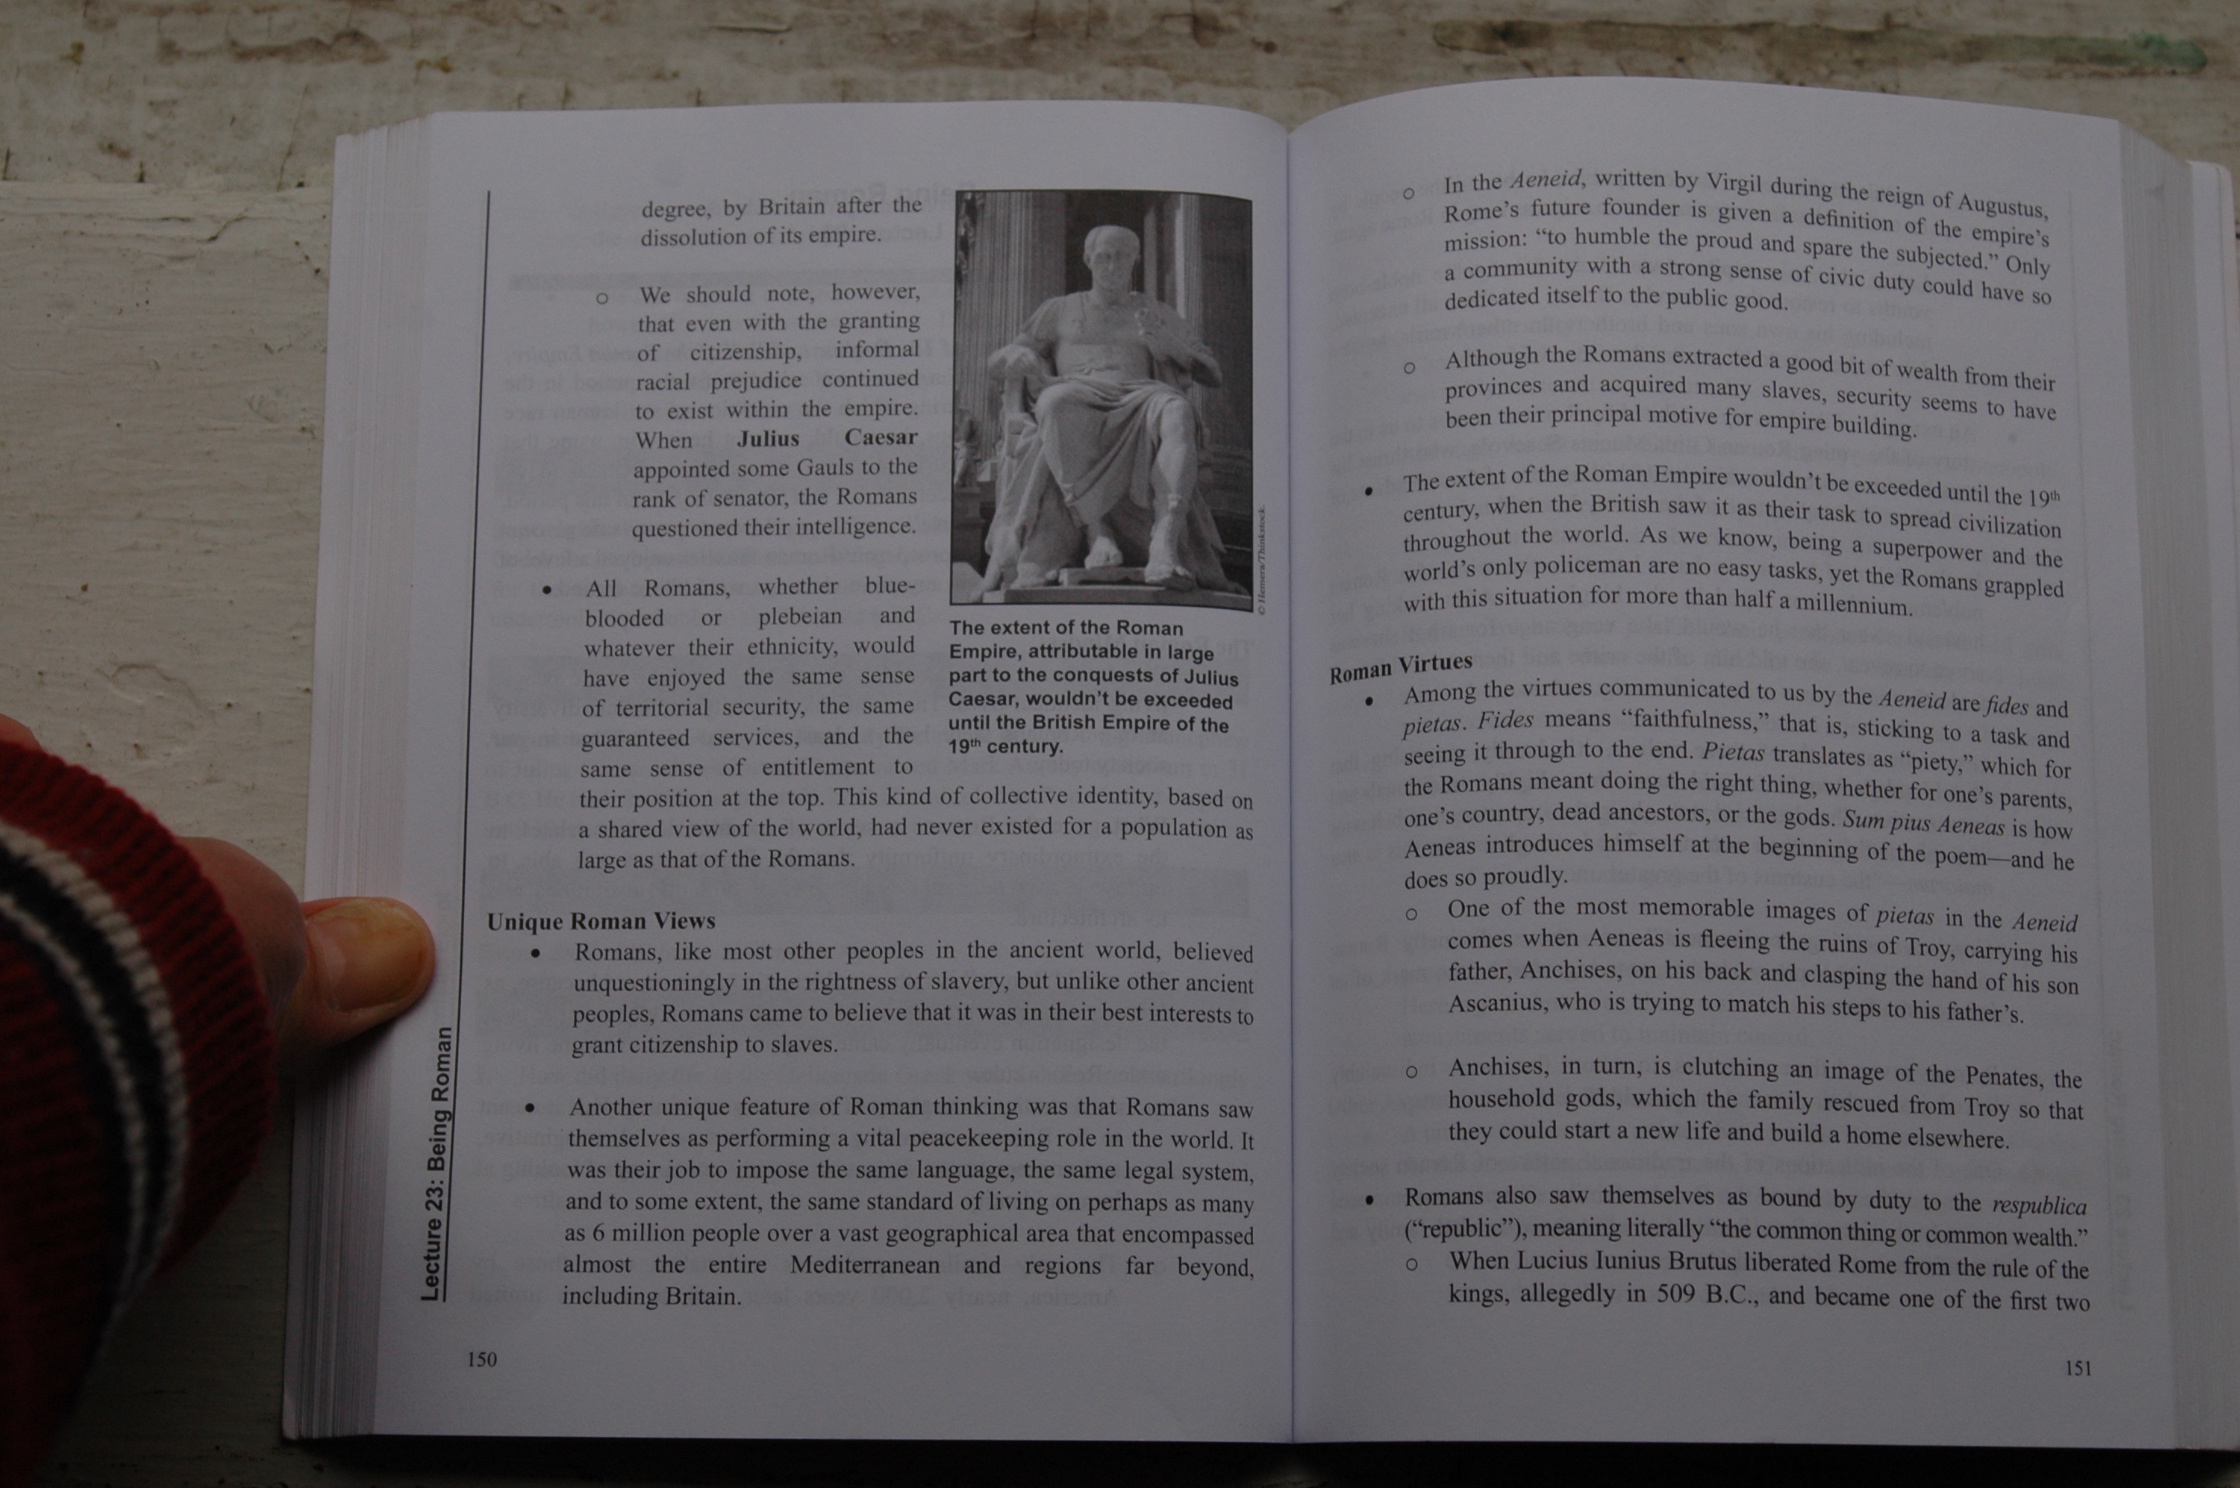 degree, by Britain after the
dissolution of its empire.
○ We should note, however,
that even with the granting
of citizenship, informal
racial prejudice continued
to exist within the empire.
When Julius Caesar
appointed some Gauls to the
rank of senator, the Romans
questioned their intelligence.
• All Romans, whether blue-
blooded or plebeian and
whatever their ethnicity, would
have enjoyed the same sense
of territorial security, the same
guaranteed services, and the
same sense of entitlement to
their position at the top. This kind of collective identity, based on
a shared view of the world, had never existed for a population as
large as that of the Romans.
© Hemera/Thinkstock.
The extent of the Roman
Empire, attributable in large
part to the conquests of Julius
Caesar, wouldn't be exceeded
until the British Empire of the
19th century.
Unique Roman Views
• Romans, like most other peoples in the ancient world, believed
unquestioningly in the rightness of slavery, but unlike other ancient
peoples, Romans came to believe that it was in their best interests to
grant citizenship to slaves.
• Another unique feature of Roman thinking was that Romans saw
themselves as performing a vital peacekeeping role in the world. It
was their job to impose the same language, the same legal system,
and to some extent, the same standard of living on perhaps as many
as 6 million people over a vast geographical area that encompassed
almost the entire Mediterranean and regions far beyond,
including Britain.
Lecture 23: Being Roman
150
○ In the Aeneid, written by Virgil during the reign of Augustus,
Rome's future founder is given a definition of the empire's
mission: "to humble the proud and spare the subjected." Only
a community with a strong sense of civic duty could have so
dedicated itself to the public good.
○ Although the Romans extracted a good bit of wealth from their
provinces and acquired many slaves, security seems to have
been their principal motive for empire building.
• The extent of the Roman Empire wouldn't be exceeded until the 19th
century, when the British saw it as their task to spread civilization
throughout the world. As we know, being a superpower and the
world's only policeman are no easy tasks, yet the Romans grappled
with this situation for more than half a millennium.
Roman Virtues
• Among the virtues communicated to us by the Aeneid are fides and
pietas. Fides means "faithfulness," that is, sticking to a task and
seeing it through to the end. Pietas translates as "piety," which for
the Romans meant doing the right thing, whether for one's parents,
one's country, dead ancestors, or the gods. Sum pius Aeneas is how
Aeneas introduces himself at the beginning of the poem—and he
does so proudly.
○ One of the most memorable images of pietas in the Aeneid
comes when Aeneas is fleeing the ruins of Troy, carrying his
father, Anchises, on his back and clasping the hand of his son
Ascanius, who is trying to match his steps to his father's.
○ Anchises, in turn, is clutching an image of the Penates, the
household gods, which the family rescued from Troy so that
they could start a new life and build a home elsewhere.
• Romans also saw themselves as bound by duty to the respublica
("republic"), meaning literally "the common thing or common wealth."
○ When Lucius Iunius Brutus liberated Rome from the rule of the
kings, allegedly in 509 B.C., and became one of the first two
151